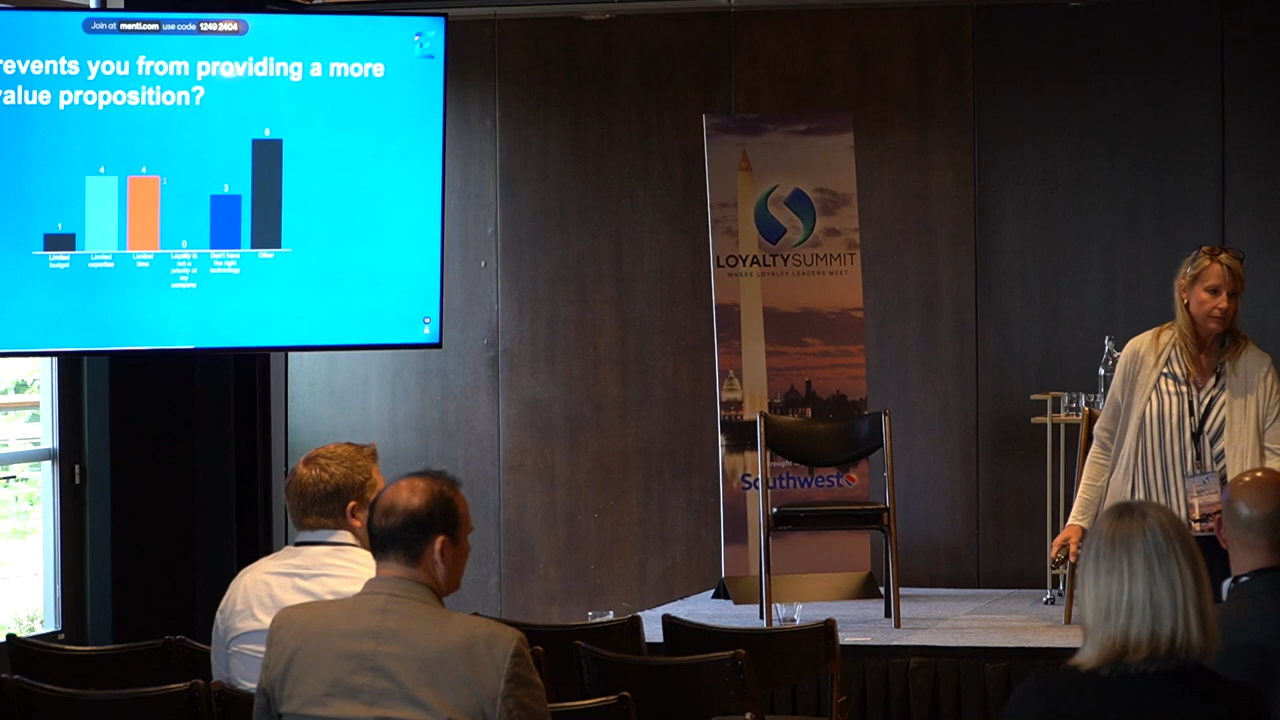 Join at menti.com use code 1249 2404
revents you from providing a more
value proposition?
1
4
4
1
0
3
6
Limited
budget
Limited
expertise
Limited
time
Loyalty is
not a
priority at
my
company
Don't have
the right
technology
Other
LOYALTYSUMMIT
WHERE LOYALTY LEADERS MEET
Southwest